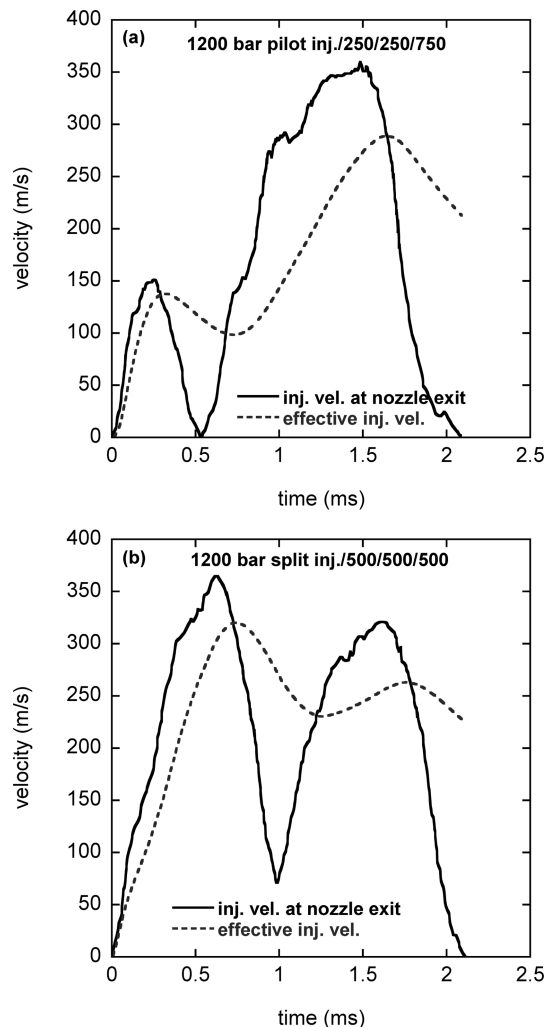 (a)
1200 bar pilot inj./250/250/750
400
350
300
250
200
150
100
50
0
velocity (m/s)
inj. vel. at nozzle exit
effective inj. vel.
0 0.5 1 1.5 2 2.5
time (ms)
(b)
1200 bar split inj./500/500/500
400
350
300
250
200
150
100
50
0
velocity (m/s)
inj. vel. at nozzle exit
effective inj. vel.
0 0.5 1 1.5 2 2.5
time (ms)